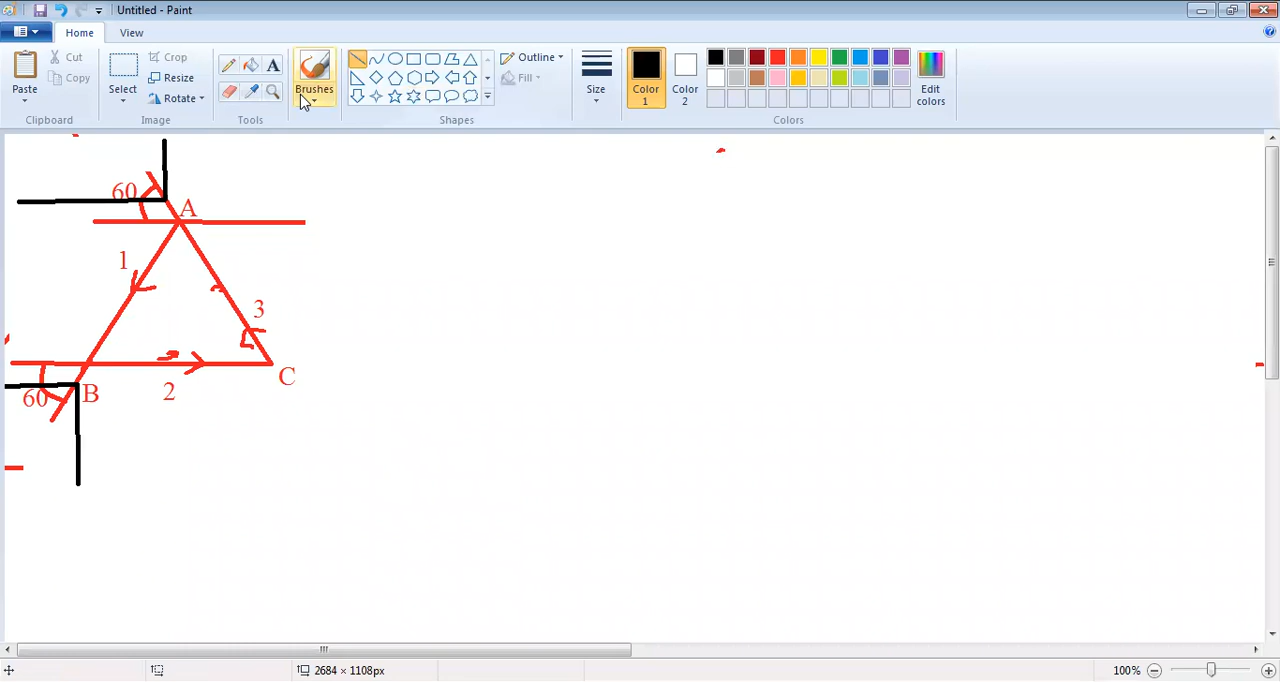 Untitled - Paint
Home View
Paste
Cut
Copy
Clipboard
Select
Crop
Resize
Rotate
Image
A
Tools
Brushes
Outline
Fill
Shapes
Size
Color 1
Color 2
Edit colors
Colors
60
A
1
3
60
B
2
C
2684 × 1108px
100%